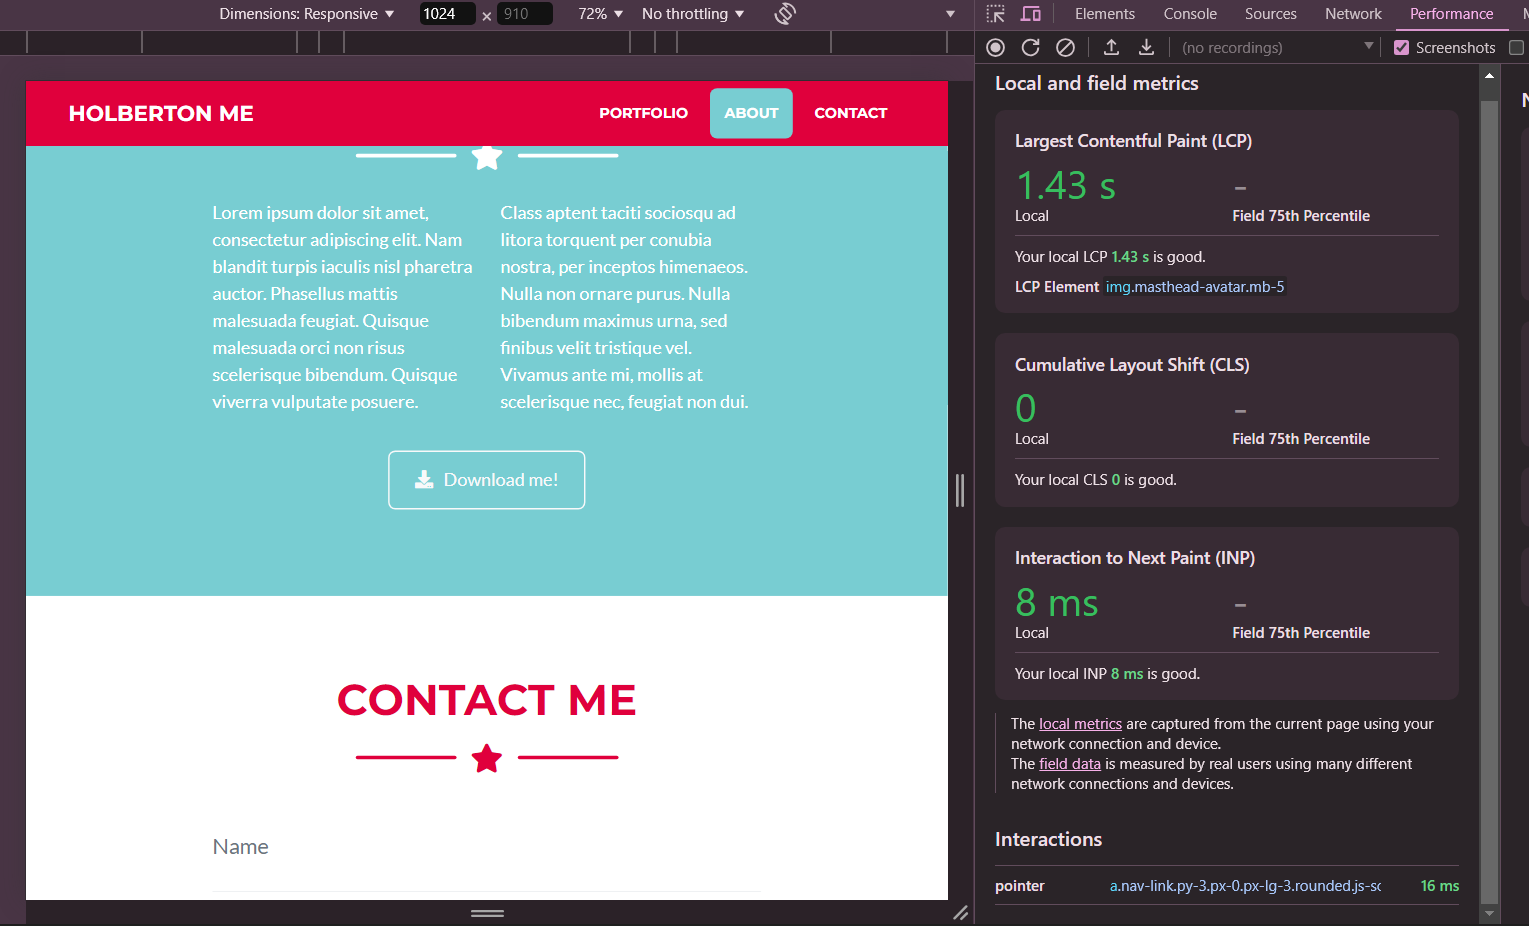 Dimensions: Responsive 1024 × 910 72% No throttling
Elements Console Sources Network Performance
(no recordings) Screenshots
HOLBERTON ME
PORTFOLIO ABOUT CONTACT
Lorem ipsum dolor sit amet,
consectetur adipiscing elit. Nam
blandit turpis iaculis nisl pharetra
auctor. Phasellus mattis
malesuada feugiat. Quisque
malesuada orci non risus
scelerisque bibendum. Quisque
viverra vulputate posuere.
Class aptent taciti sociosqu ad
litora torquent per conubia
nostra, per inceptos himenaeos.
Nulla non ornare purus. Nulla
bibendum maximus urna, sed
finibus velit tristique vel.
Vivamus ante mi, mollis at
scelerisque nec, feugiat non dui.
Download me!
CONTACT ME
Name
Local and field metrics
Largest Contentful Paint (LCP)
1.43 s -
Local Field 75th Percentile
Your local LCP 1.43 s is good.
LCP Element img.masthead-avatar.mb-5
Cumulative Layout Shift (CLS)
0 -
Local Field 75th Percentile
Your local CLS 0 is good.
Interaction to Next Paint (INP)
8 ms -
Local Field 75th Percentile
Your local INP 8 ms is good.
The local metrics are captured from the current page using your
network connection and device.
The field data is measured by real users using many different
network connections and devices.
Interactions
pointer a.nav-link.py-3.px-0.px-lg-3.rounded.js-sc 16 ms